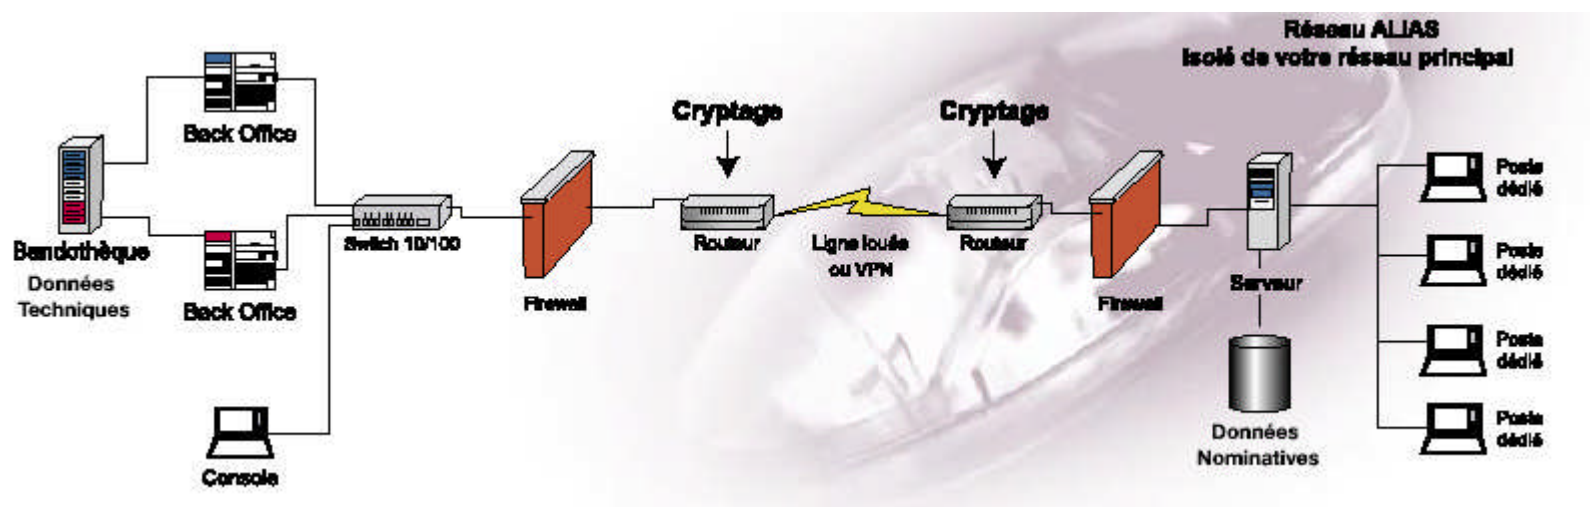 Réseau ALIAS
Isolé de votre réseau principal
Back Office
Bandothèque
Données
Techniques
Back Office
Console
Switch 10/100
Firewall
Cryptage
Routeur
Ligne louée
ou VPN
Cryptage
Routeur
Firewall
Serveur
Données
Nominatives
Poste
dédié
Poste
dédié
Poste
dédié
Poste
dédié